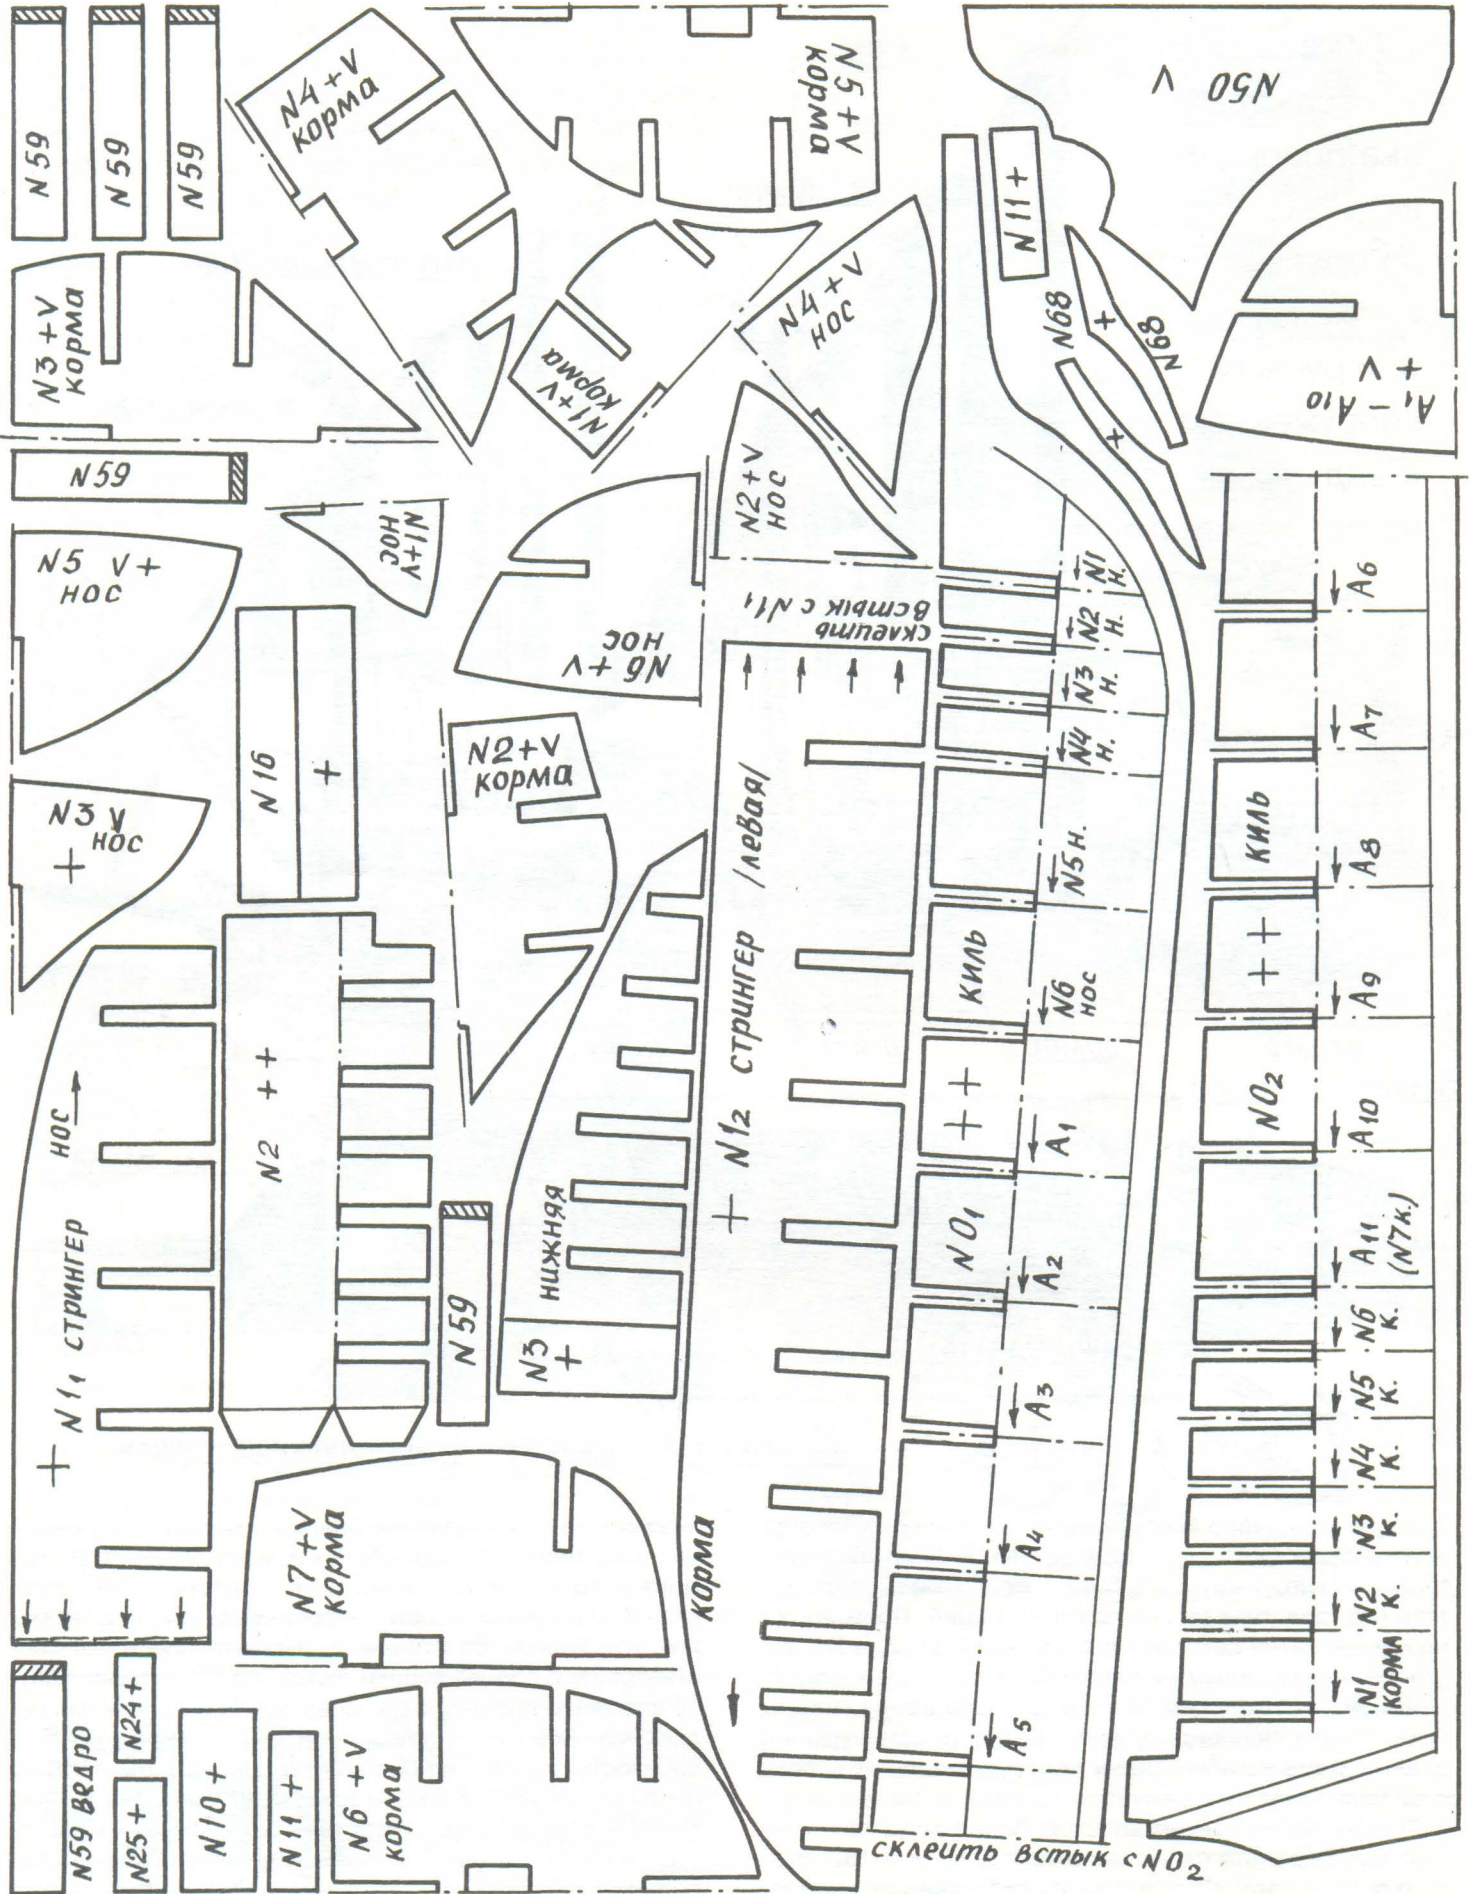 N59
N59
N59
N4+V
корма
N5+V
корма
N50
V
N11+
N3+V
корма
N1+V
корма
N4+V
нос
N68
+
N68
+
A1-A10
+V
N59
N1+V
нос
N2+V
нос
N5 V+
нос
N6+V
нос
склеить
встык с N11
N16
+
N2+V
корма
N3 V
нос
+
нос
N11 стрингер
+
N2 ++
N59
нижняя
N3
+
N12 стрингер /левая/
+
корма
N1
н.
N2
н.
N3
н.
N4
н.
N5 н.
N6
нос
киль
++
NO1
A1
A2
A3
A4
A5
склеить встык с NO2
A6
A7
киль
A8
++
A9
NO2
A10
A11
(N7к.)
N6
к.
N5
к.
N4
к.
N3
к.
N2
к.
N1
корма
N7+V
корма
N59 ведро
N24+
N25+
N10+
N11+
N6+V
корма